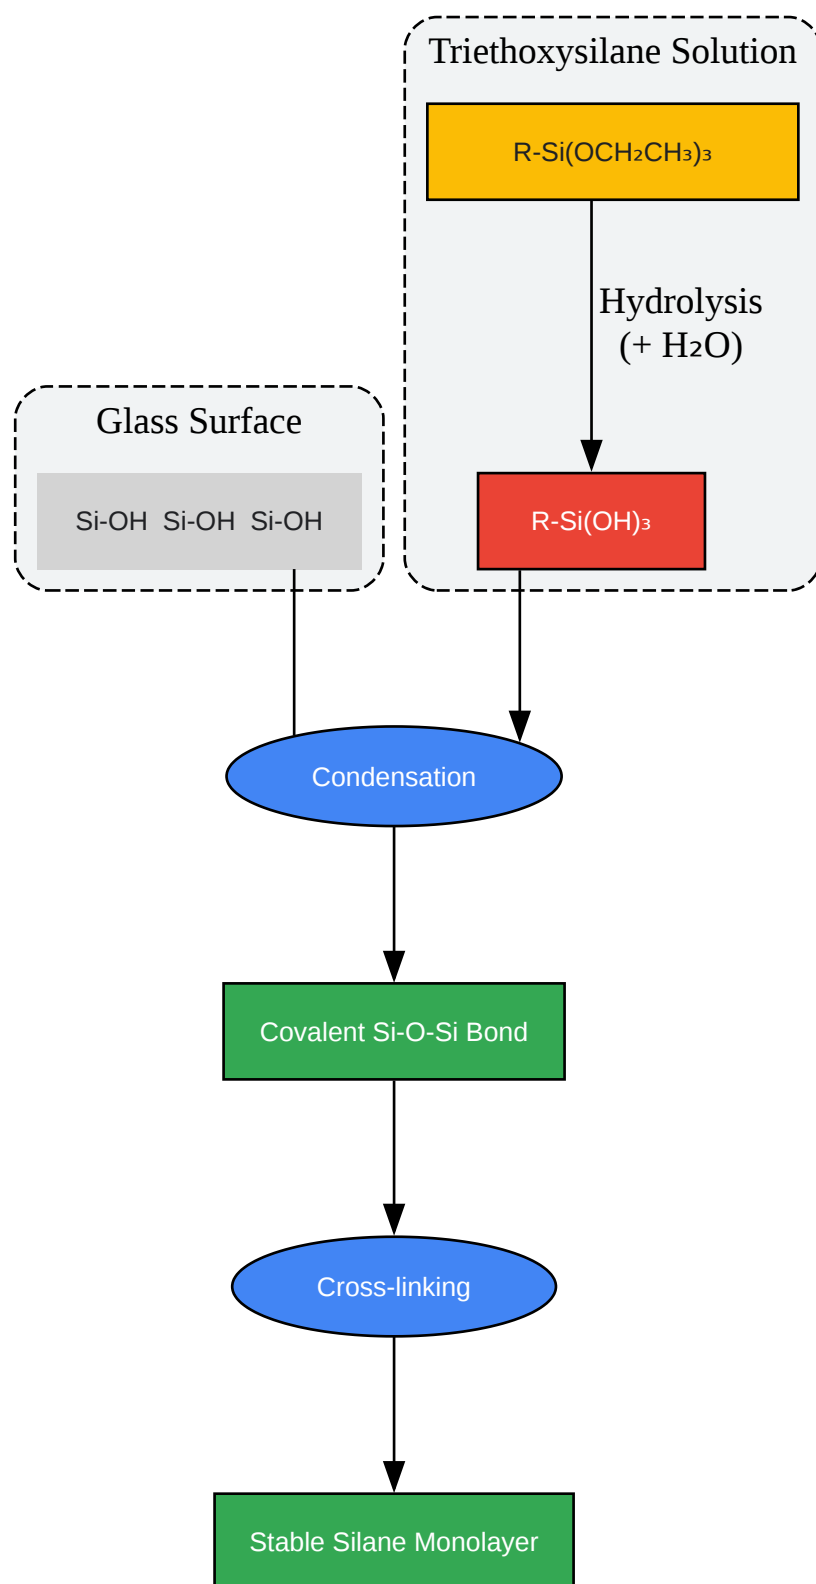 Triethoxysilane Solution
R-Si(OCH₂CH₃)₃
Hydrolysis
(+ H₂O)
Glass Surface
Si-OH Si-OH Si-OH
R-Si(OH)₃
Condensation
Covalent Si-O-Si Bond
Cross-linking
Stable Silane Monolayer